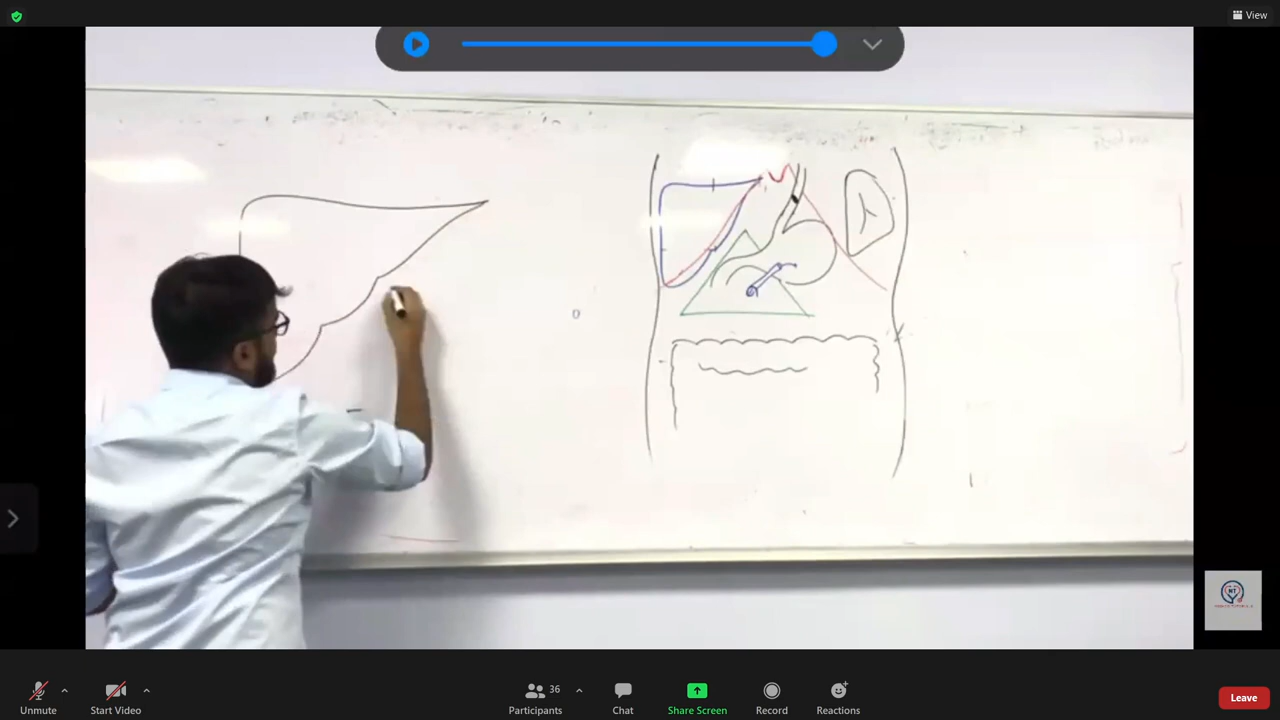 View
Unmute
Start Video
Participants
36
Chat
Share Screen
Record
Reactions
Leave